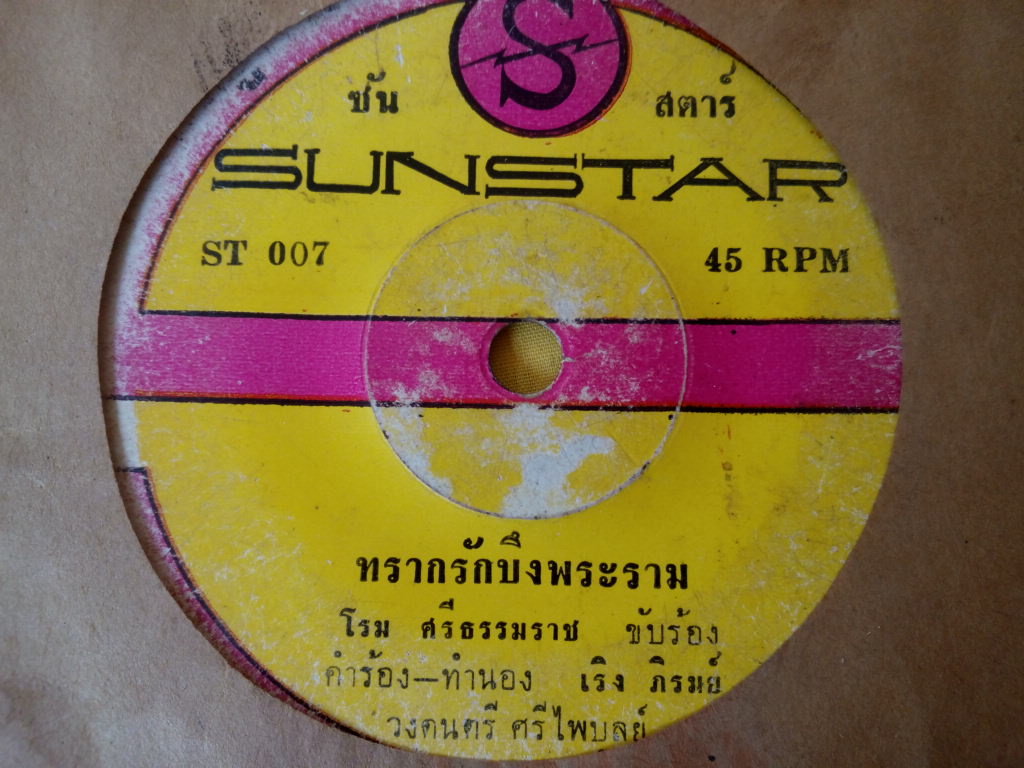 S
ซัน สตาร์
SUNSTAR
ST 007 45 RPM
ทรากรักบึงพระราม
โรม ศรีธรรมราช ขับร้อง
คำร้อง–ทำนอง เริง ภิรมย์
วงดนตรี ศรีไพบูลย์